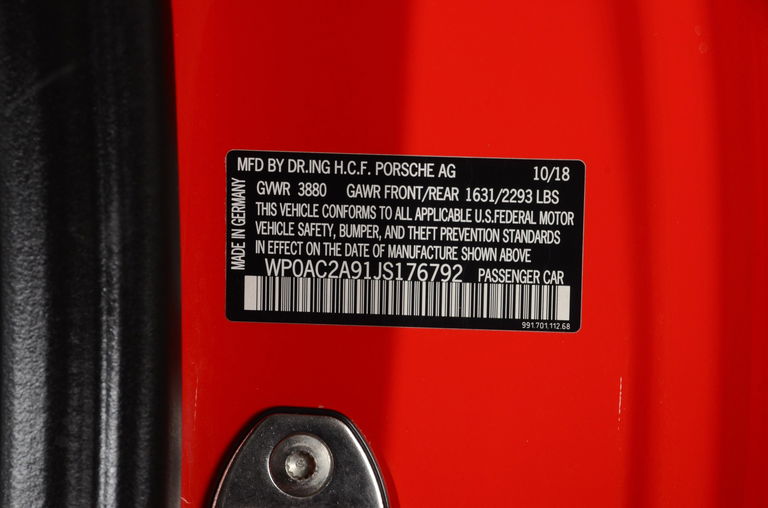 MFD BY DR.ING H.C.F. PORSCHE AG 10/18
GVWR 3880 GAWR FRONT/REAR 1631/2293 LBS
THIS VEHICLE CONFORMS TO ALL APPLICABLE U.S.FEDERAL MOTOR
VEHICLE SAFETY, BUMPER, AND THEFT PREVENTION STANDARDS
IN EFFECT ON THE DATE OF MANUFACTURE SHOWN ABOVE
WP0AC2A91JS176792 PASSENGER CAR
991.701.112.68
MADE IN GERMANY